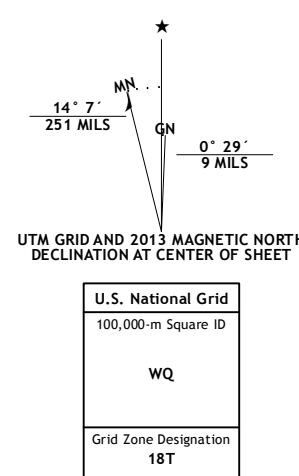 ★
MN
14° 7´
251 MILS
GN
0° 29´
9 MILS
UTM GRID AND 2013 MAGNETIC NORTH
DECLINATION AT CENTER OF SHEET
U.S. National Grid
100,000-m Square ID
WQ
Grid Zone Designation
18T